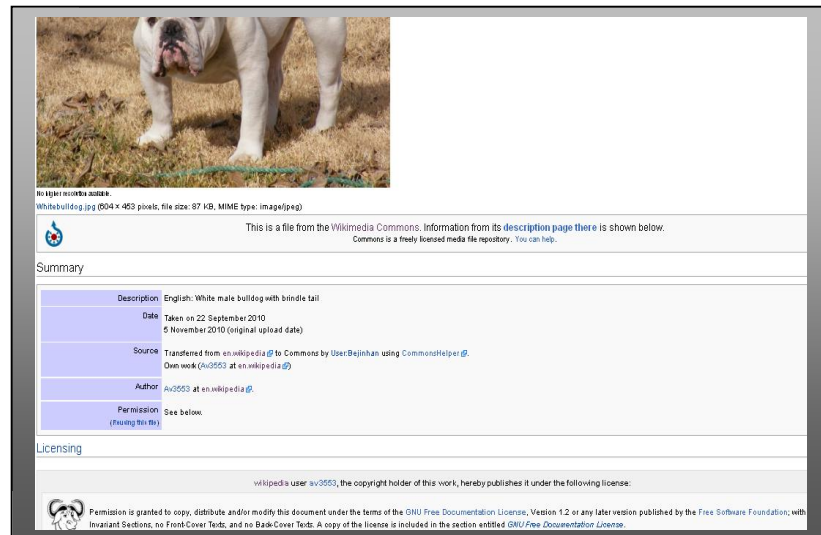 No higher resolution available.
Whitebulldog.jpg (604 × 453 pixels, file size: 87 KB, MIME type: image/jpeg)
This is a file from the Wikimedia Commons. Information from its description page there is shown below.
Commons is a freely licensed media file repository. You can help.
Summary
Description English: White male bulldog with brindle tail
Date Taken on 22 September 2010
5 November 2010 (original upload date)
Source Transferred from en.wikipedia to Commons by User:Bejinhan using CommonsHelper.
Own work (Av3553 at en.wikipedia)
Author Av3553 at en.wikipedia.
Permission See below.
(Reusing this file)
Licensing
wikipedia user av3553, the copyright holder of this work, hereby publishes it under the following license:
Permission is granted to copy, distribute and/or modify this document under the terms of the GNU Free Documentation License, Version 1.2 or any later version published by the Free Software Foundation; with
Invariant Sections, no Front-Cover Texts, and no Back-Cover Texts. A copy of the license is included in the section entitled GNU Free Documentation License.